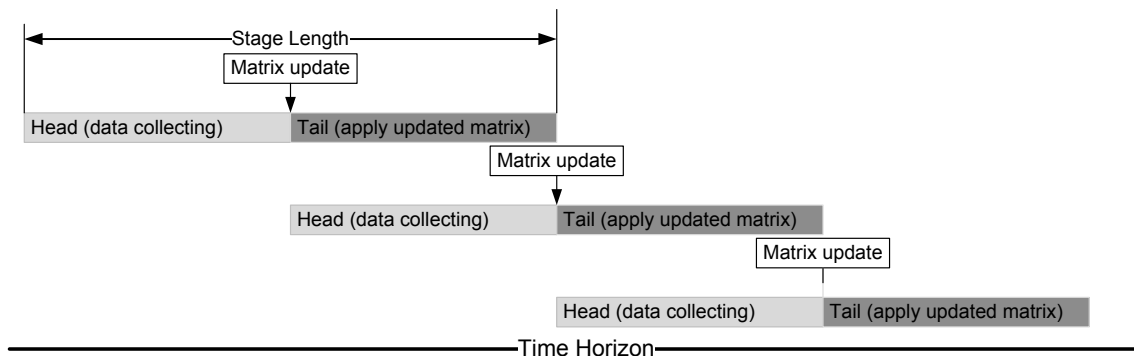 Stage Length
Matrix update
Head (data collecting) Tail (apply updated matrix)
Matrix update
Head (data collecting) Tail (apply updated matrix)
Matrix update
Head (data collecting) Tail (apply updated matrix)
Time Horizon